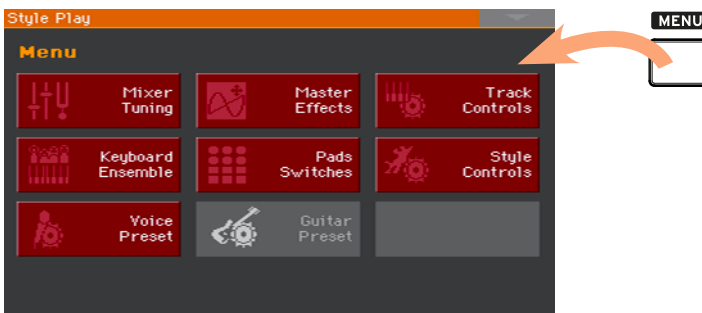 Style Play
MENU
Menu
Mixer
Tuning
Master
Effects
Track
Controls
Keyboard
Ensemble
Pads
Switches
Style
Controls
Voice
Preset
Guitar
Preset